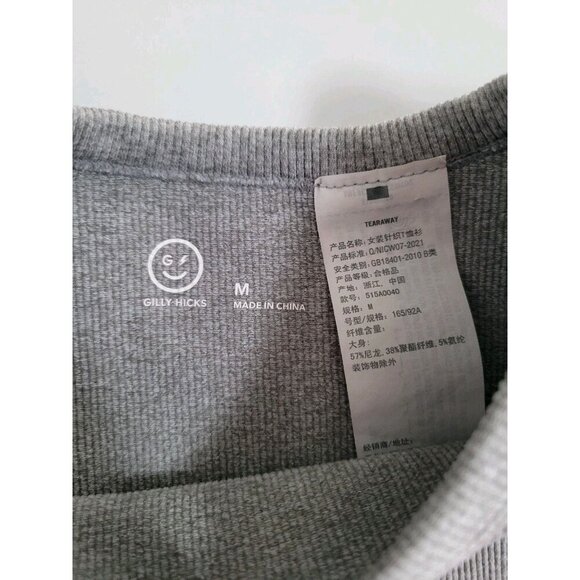 G
GILLY HICKS
M
MADE IN CHINA
TEARAWAY
产品名称: 女装针织T恤衫
产品标准: Q/NICW07-2021
安全类别: GB18401-2010 B类
产品等级: 合格品
产地: 浙江, 中国
款号: 515A0040
规格: M
号型/规格: 165/92A
纤维含量:
大身:
57%尼龙, 38%聚酯纤维, 5%氨纶
装饰物除外
经销商/地址: